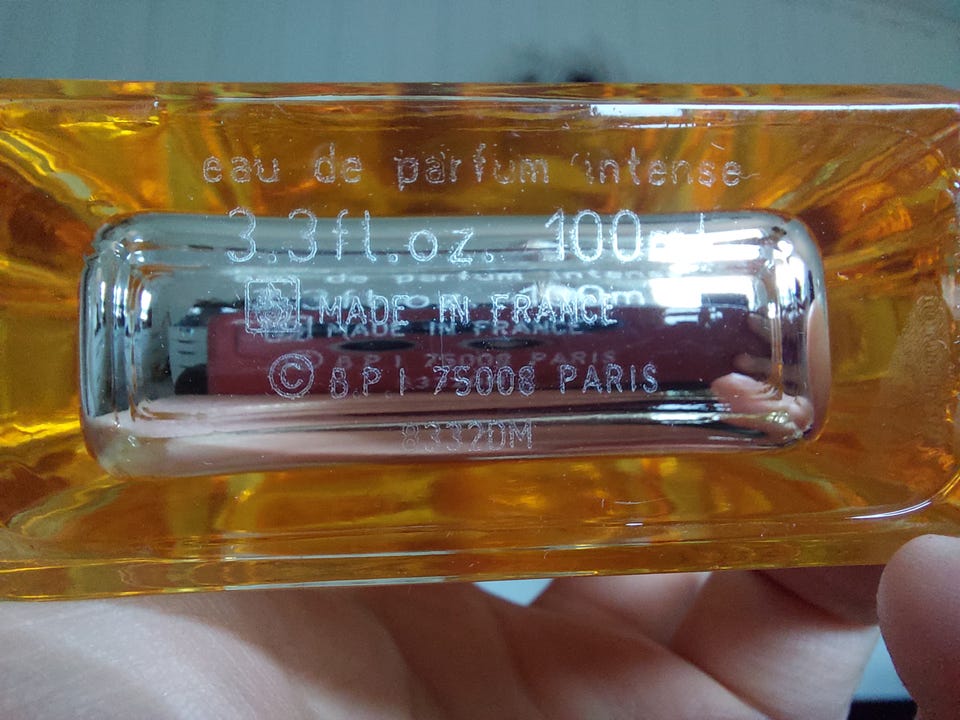 eau de parfum intense
3.3fl.oz. 100ml
MADE IN FRANCE
© B.P.I 75008 PARIS
8332DM